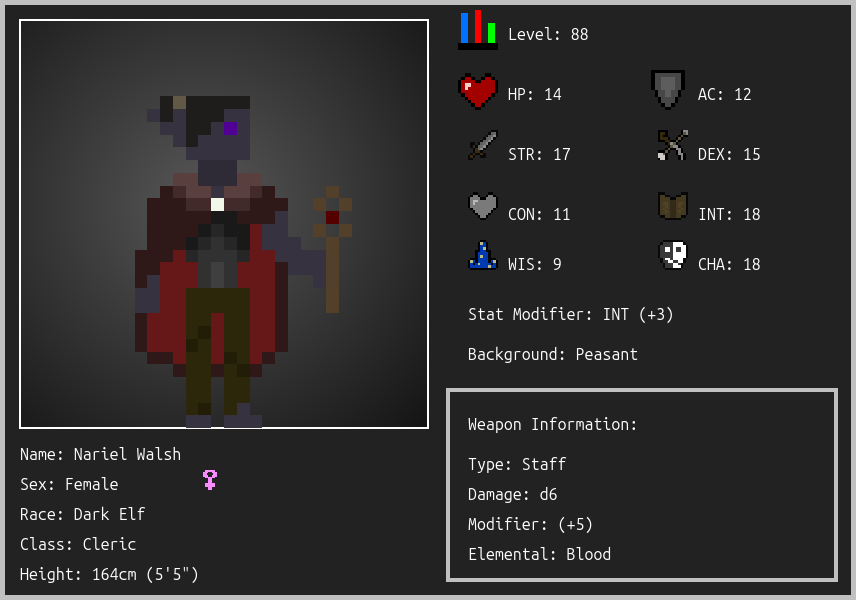 Level: 88
HP: 14
AC: 12
STR: 17
DEX: 15
CON: 11
INT: 18
WIS: 9
CHA: 18
Stat Modifier: INT (+3)
Background: Peasant
Weapon Information:
Type: Staff
Damage: d6
Modifier: (+5)
Elemental: Blood
Name: Nariel Walsh
Sex: Female
Race: Dark Elf
Class: Cleric
Height: 164cm (5'5")